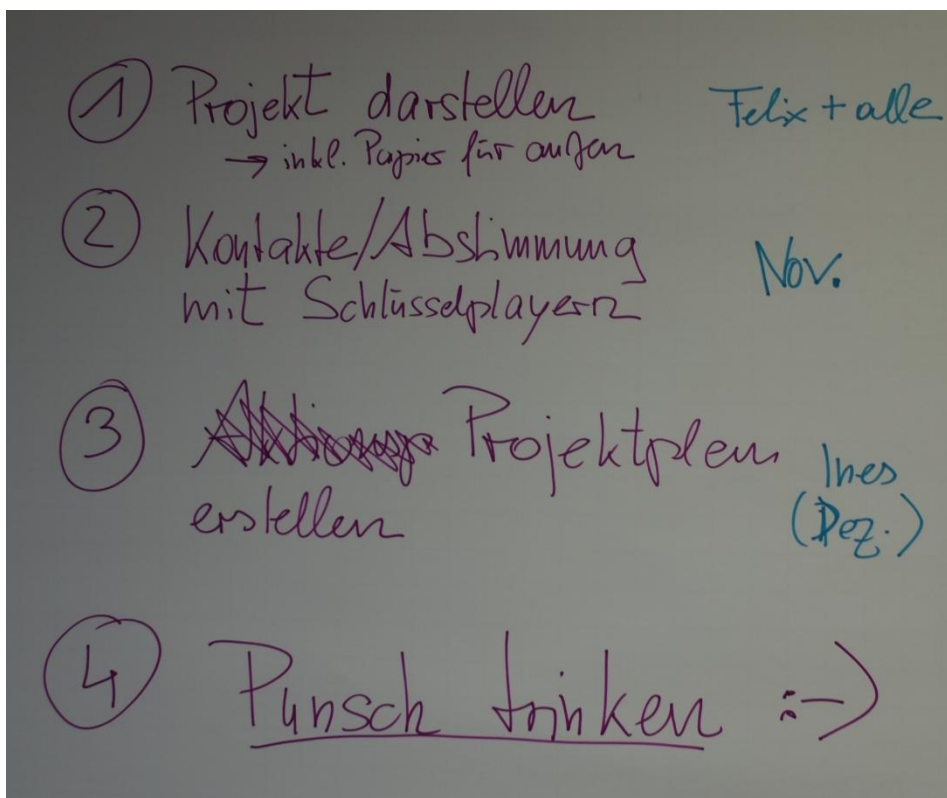 ① Projekt darstellen Felix + alle
→ inkl. Papier für außen
② Kontakte/Abstimmung
mit Schlüsselplayern Nov.
③ Projektplan
erstellen Ines
(Dez.)
④ Punsch trinken :-)